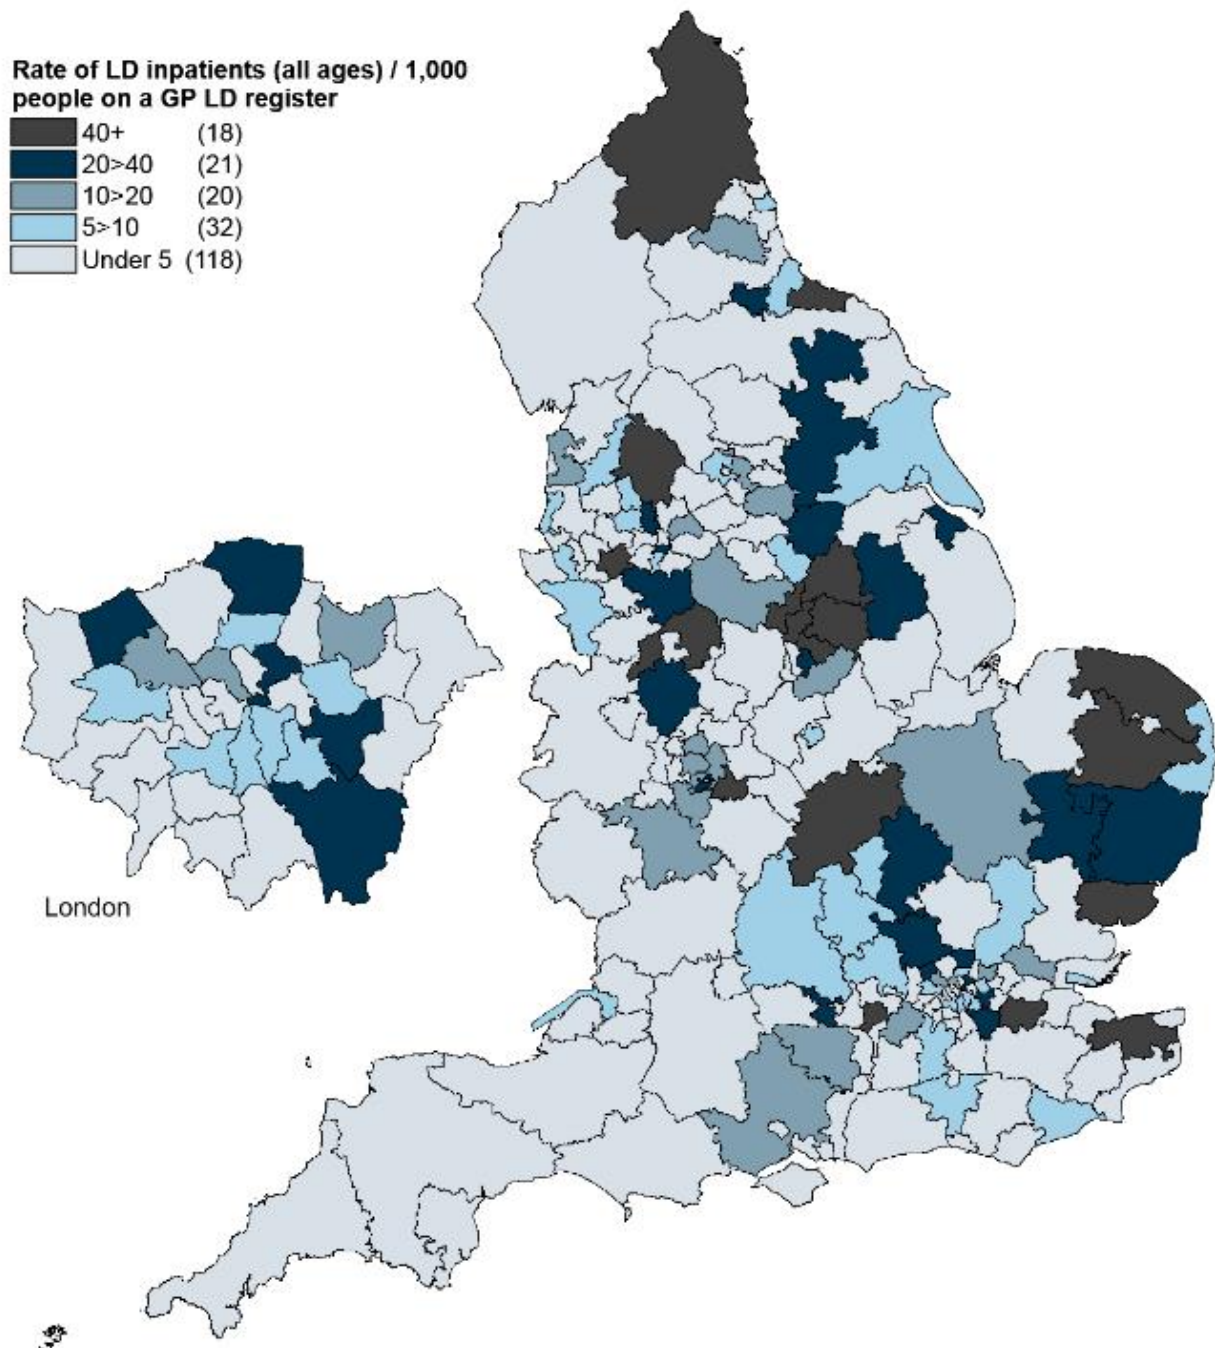 Rate of LD inpatients (all ages) / 1,000
people on a GP LD register
40+ (18)
20>40 (21)
10>20 (20)
5>10 (32)
Under 5 (118)
London